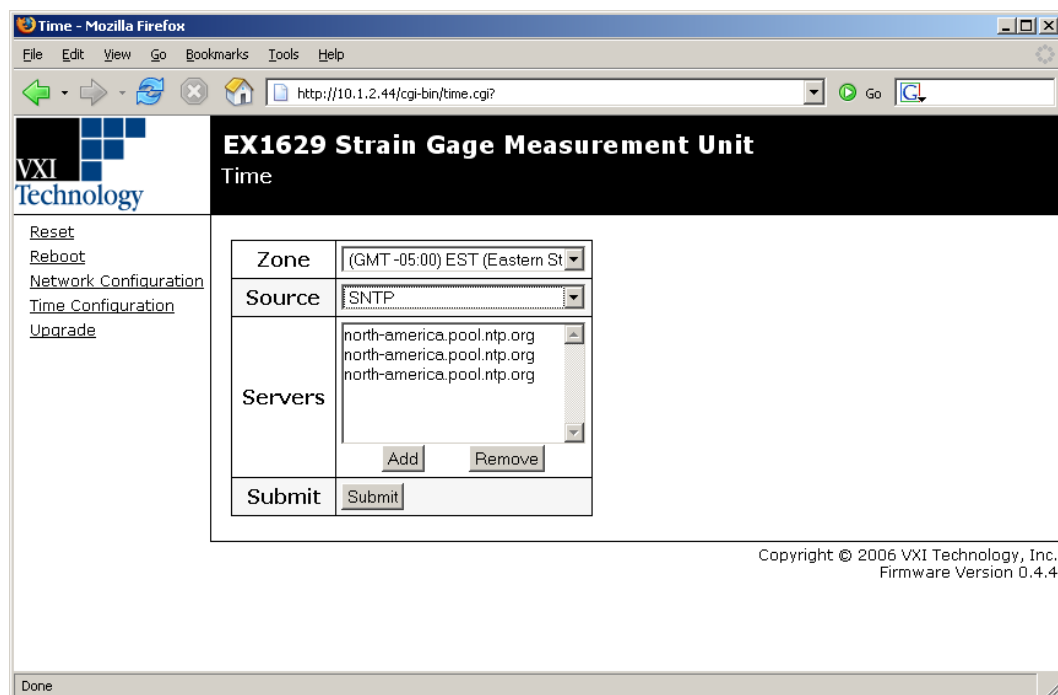 Time - Mozilla Firefox
File Edit View Go Bookmarks Tools Help
http://10.1.2.44/cgi-bin/time.cgi? Go G
VXI
Technology
EX1629 Strain Gage Measurement Unit
Time
Reset
Reboot
Network Configuration
Time Configuration
Upgrade
Zone (GMT -05:00) EST (Eastern St
Source SNTP
Servers
north-america.pool.ntp.org
north-america.pool.ntp.org
north-america.pool.ntp.org
Add Remove
Submit Submit
Copyright © 2006 VXI Technology, Inc.
Firmware Version 0.4.4
Done